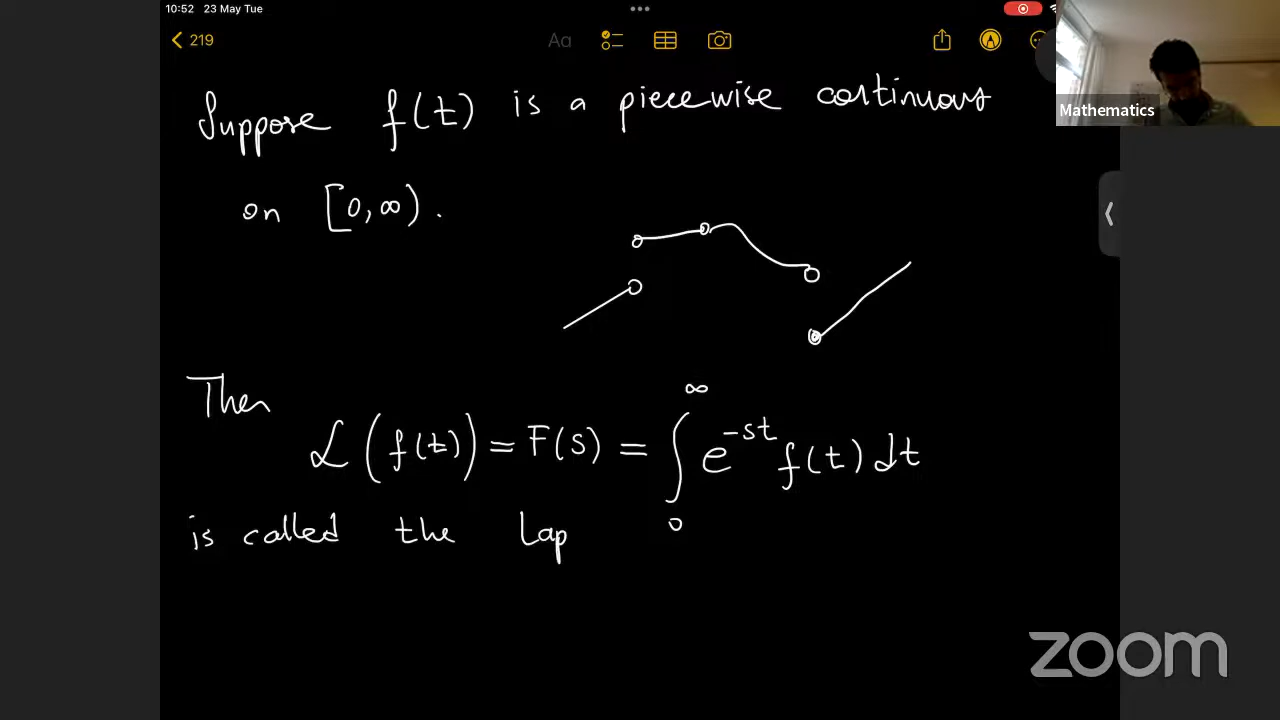 10:52 23 May Tue
219
Aa
Mathematics
Suppose f(t) is a piecewise continuous
on [0,∞).
Then
ℒ(f(t)) = F(s) = ∫₀^∞ e^{-st} f(t) dt
is called the Lap
zoom